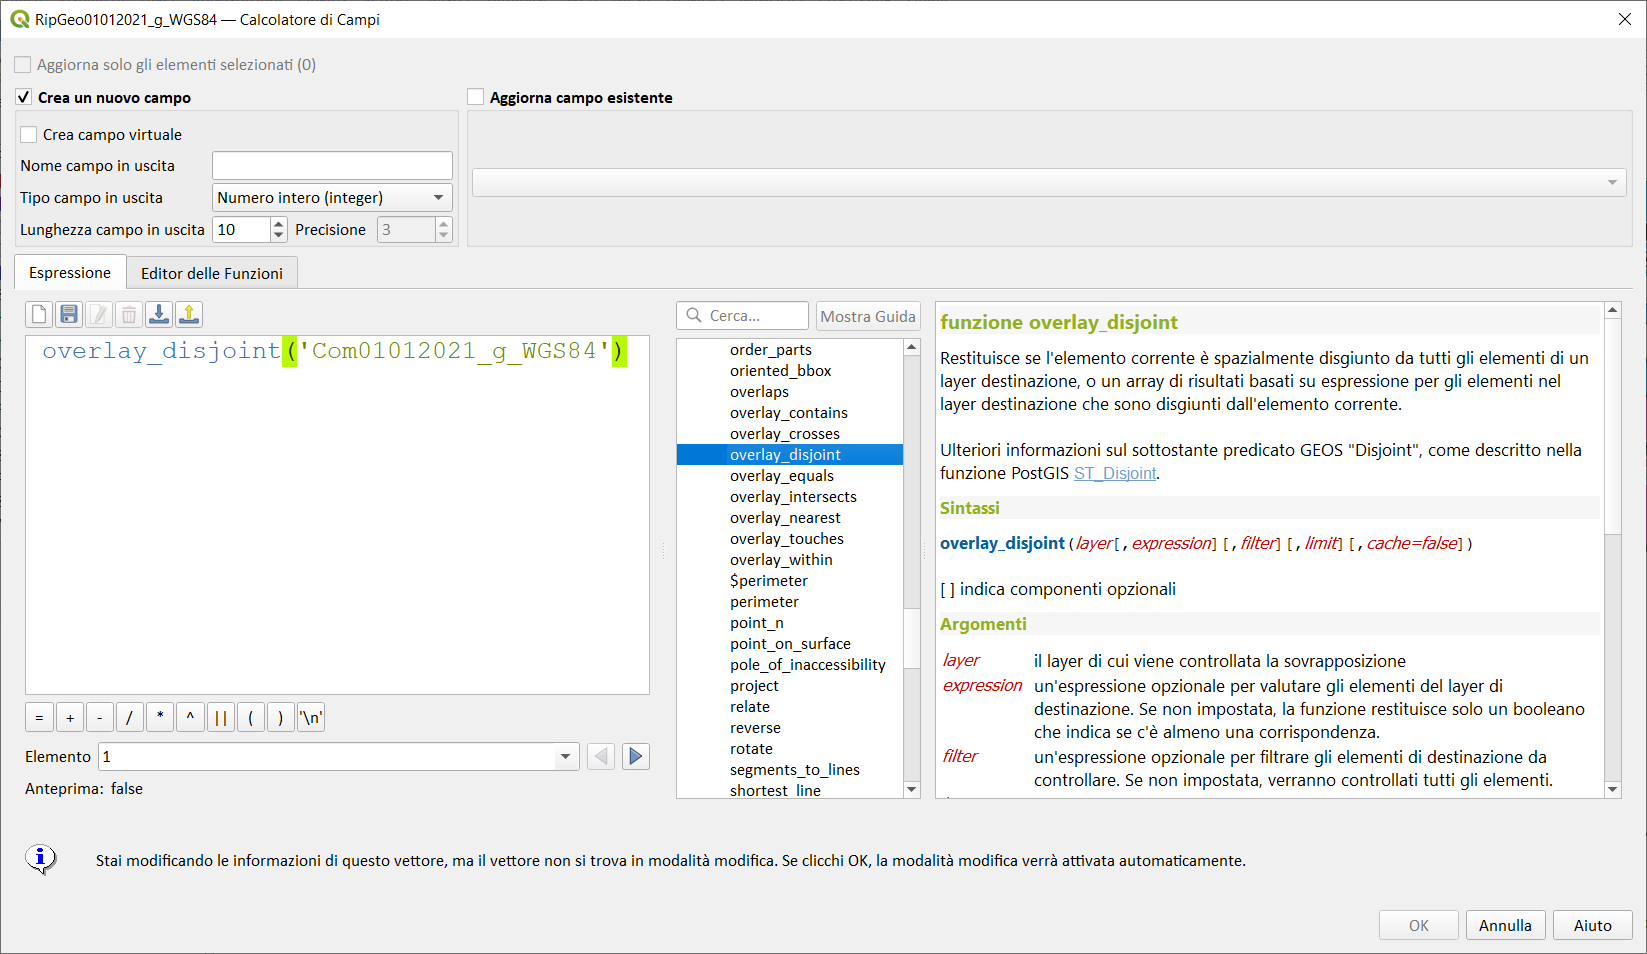 RipGeo01012021_g_WGS84 — Calcolatore di Campi
Aggiorna solo gli elementi selezionati (0)
Crea un nuovo campo
Aggiorna campo esistente
Crea campo virtuale
Nome campo in uscita
Tipo campo in uscita Numero intero (integer)
Lunghezza campo in uscita 10 Precisione 3
Espressione Editor delle Funzioni
overlay_disjoint('Com01012021_g_WGS84')
= + - / * ^ || ( ) '\n'
Elemento 1
Anteprima: false
Cerca... Mostra Guida
order_parts
oriented_bbox
overlaps
overlay_contains
overlay_crosses
overlay_disjoint
overlay_equals
overlay_intersects
overlay_nearest
overlay_touches
overlay_within
$perimeter
perimeter
point_n
point_on_surface
pole_of_inaccessibility
project
relate
reverse
rotate
segments_to_lines
shortest_line
funzione overlay_disjoint
Restituisce se l'elemento corrente è spazialmente disgiunto da tutti gli elementi di un
layer destinazione, o un array di risultati basati su espressione per gli elementi nel
layer destinazione che sono disgiunti dall'elemento corrente.
Ulteriori informazioni sul sottostante predicato GEOS "Disjoint", come descritto nella
funzione PostGIS ST_Disjoint.
Sintassi
overlay_disjoint(layer[,expression][,filter][,limit][,cache=false])
[ ] indica componenti opzionali
Argomenti
layer il layer di cui viene controllata la sovrapposizione
expression un'espressione opzionale per valutare gli elementi del layer di
destinazione. Se non impostata, la funzione restituisce solo un booleano
che indica se c'è almeno una corrispondenza.
filter un'espressione opzionale per filtrare gli elementi di destinazione da
controllare. Se non impostata, verranno controllati tutti gli elementi.
Stai modificando le informazioni di questo vettore, ma il vettore non si trova in modalità modifica. Se clicchi OK, la modalità modifica verrà attivata automaticamente.
OK Annulla Aiuto